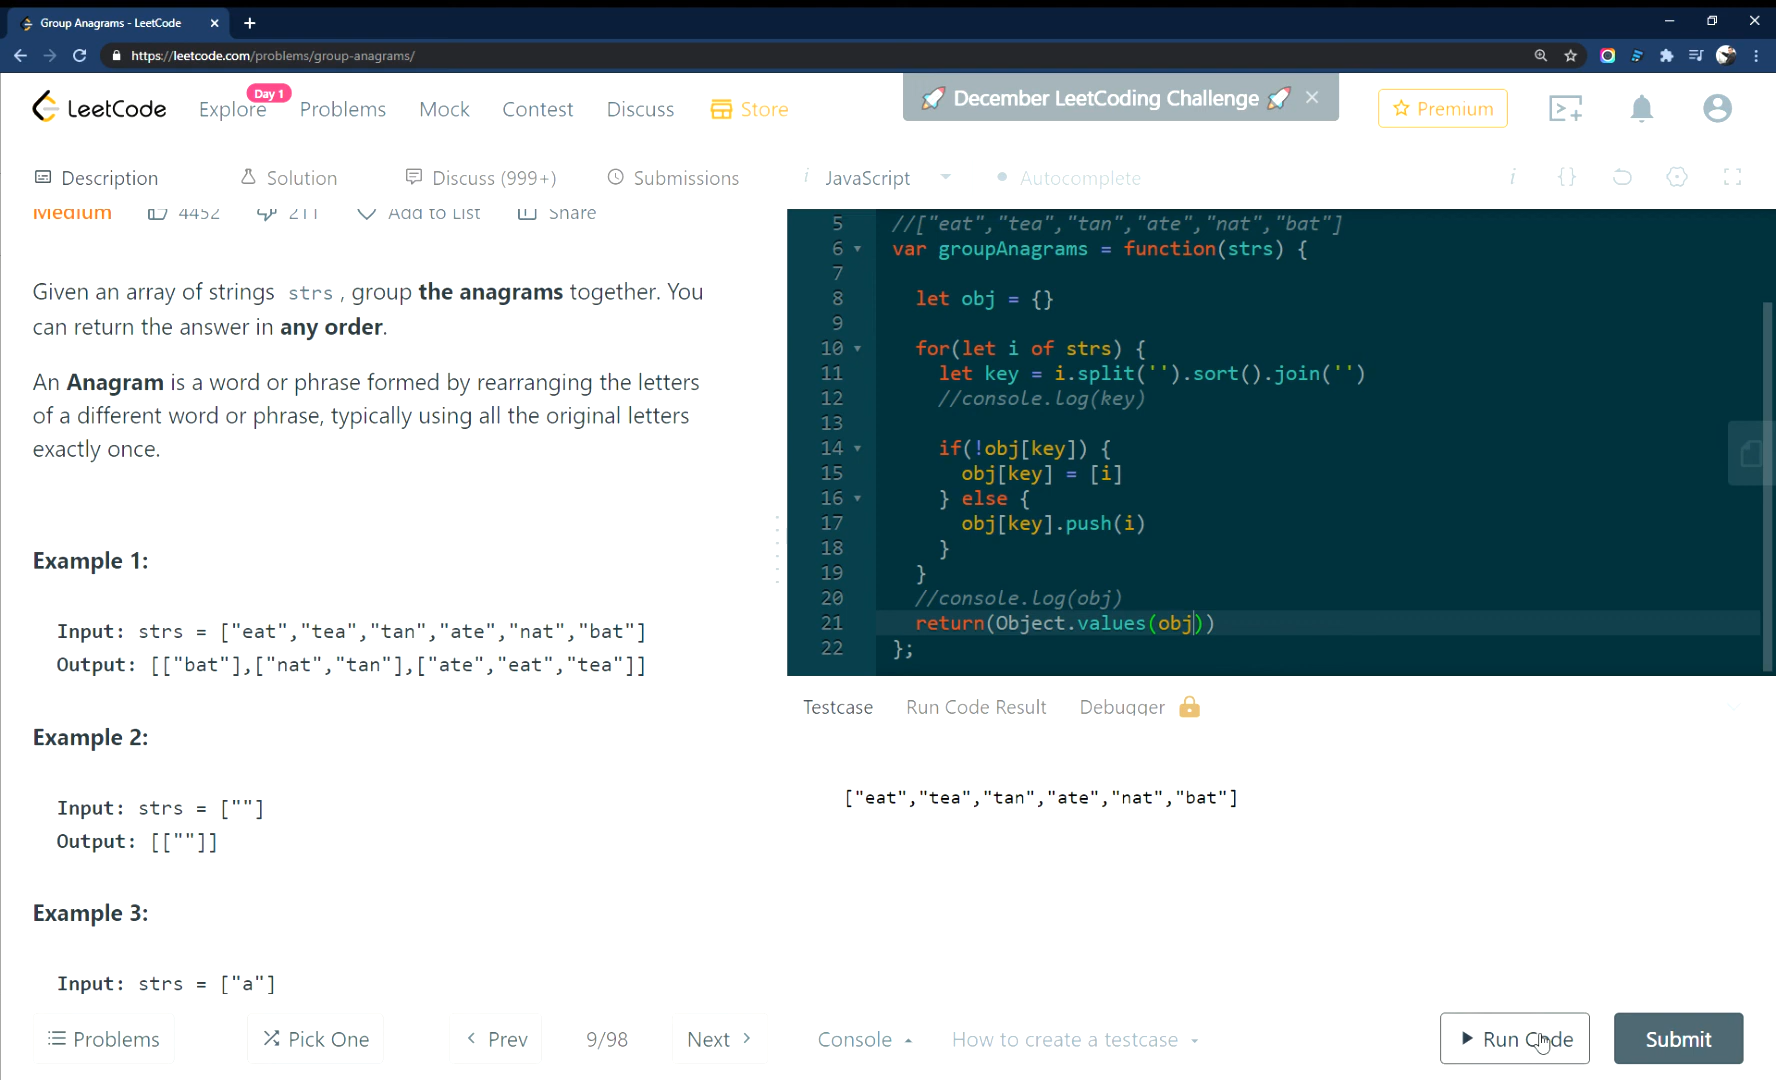 Group Anagrams - LeetCode
https://leetcode.com/problems/group-anagrams/
LeetCode
Explore
Day 1
Problems
Mock
Contest
Discuss
Store
🚀 December LeetCoding Challenge 🚀
Premium
Description
Solution
Discuss (999+)
Submissions
i JavaScript
Autocomplete
i {}
Medium
4452
211
Add to List
Share
Given an array of strings strs, group the anagrams together. You
can return the answer in any order.
An Anagram is a word or phrase formed by rearranging the letters
of a different word or phrase, typically using all the original letters
exactly once.
Example 1:
Input: strs = ["eat","tea","tan","ate","nat","bat"]
Output: [["bat"],["nat","tan"],["ate","eat","tea"]]
Example 2:
Input: strs = [""]
Output: [[""]]
Example 3:
Input: strs = ["a"]
5 //["eat","tea","tan","ate","nat","bat"]
6 var groupAnagrams = function(strs) {
7
8 let obj = {}
9
10 for(let i of strs) {
11 let key = i.split('').sort().join('')
12 //console.log(key)
13
14 if(!obj[key]) {
15 obj[key] = [i]
16 } else {
17 obj[key].push(i)
18 }
19 }
20 //console.log(obj)
21 return(Object.values(obj))
22 };
Testcase
Run Code Result
Debugger
["eat","tea","tan","ate","nat","bat"]
Problems
Pick One
Prev
9/98
Next
Console
How to create a testcase
Run Code
Submit